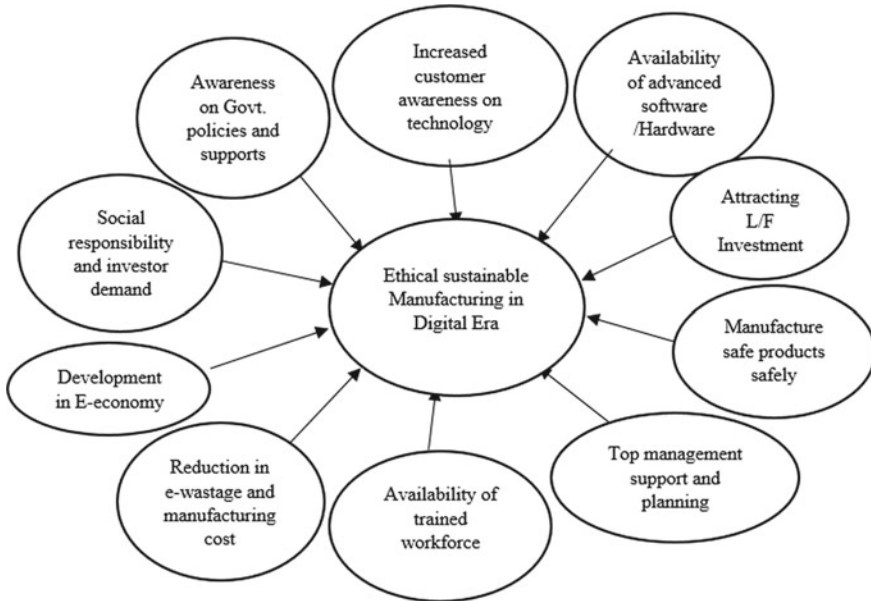 Increased
customer
awareness on
technology
Availability
of advanced
software
/Hardware
Attracting
L/F
Investment
Manufacture
safe products
safely
Top management
support and
planning
Availability of
trained
workforce
Reduction in
e-wastage and
manufacturing
cost
Development
in E-economy
Social
responsibility
and investor
demand
Awareness
on Govt.
policies and
supports
Ethical sustainable
Manufacturing in
Digital Era